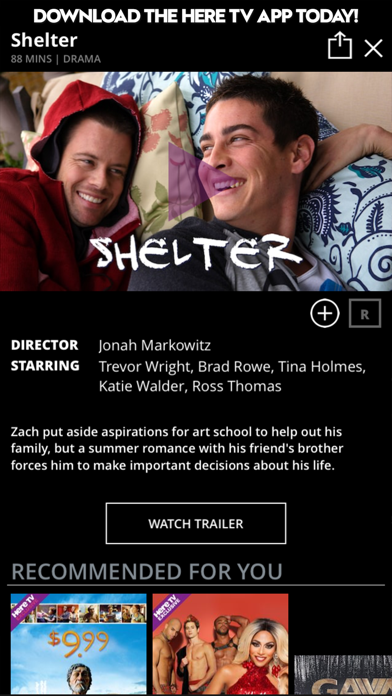 DOWNLOAD THE HERE TV APP TODAY!
Shelter
88 MINS | DRAMA
SHELTER
R
DIRECTOR Jonah Markowitz
STARRING Trevor Wright, Brad Rowe, Tina Holmes,
Katie Walder, Ross Thomas
Zach put aside aspirations for art school to help out his
family, but a summer romance with his friend's brother
forces him to make important decisions about his life.
WATCH TRAILER
RECOMMENDED FOR YOU
here TV
$9.99
here TV
EXCLUSIVE